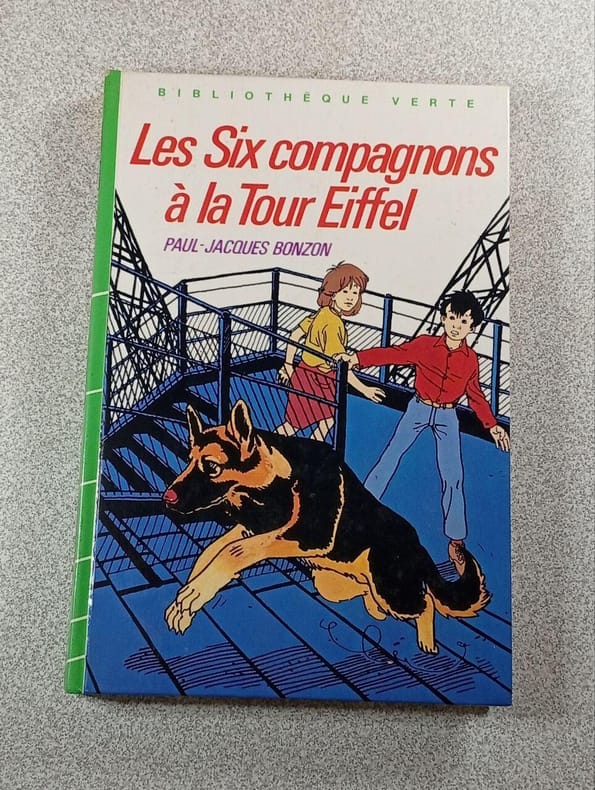 BIBLIOTHÈQUE VERTE
Les Six compagnons
à la Tour Eiffel
PAUL-JACQUES BONZON